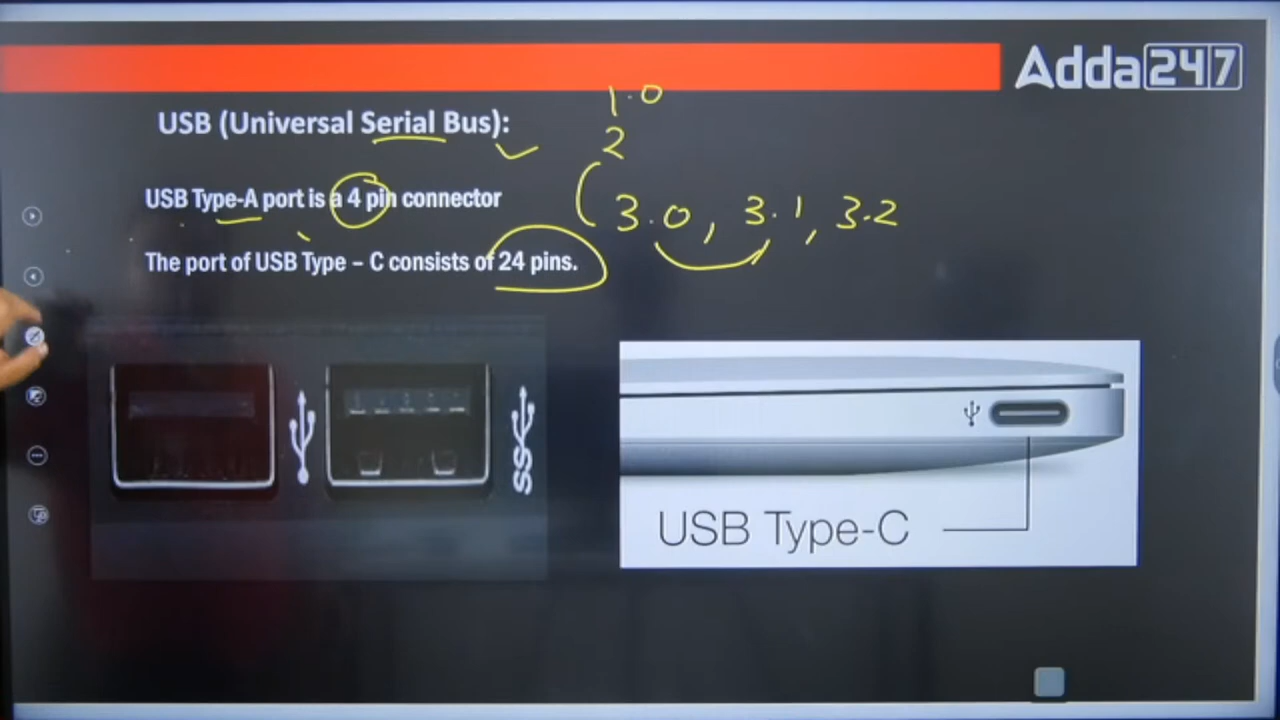 Adda247
1.0
USB (Universal Serial Bus):
2
USB Type-A port is a 4 pin connector
3.0, 3.1, 3.2
The port of USB Type – C consists of 24 pins.
SS
USB Type-C